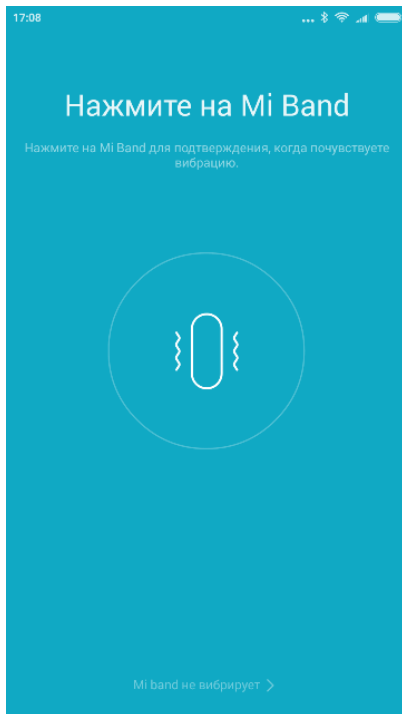 17:08
...
Нажмите на Mi Band
Нажмите на Mi Band для подтверждения, когда почувствуете
вибрацию.
Mi band не вибрирует >